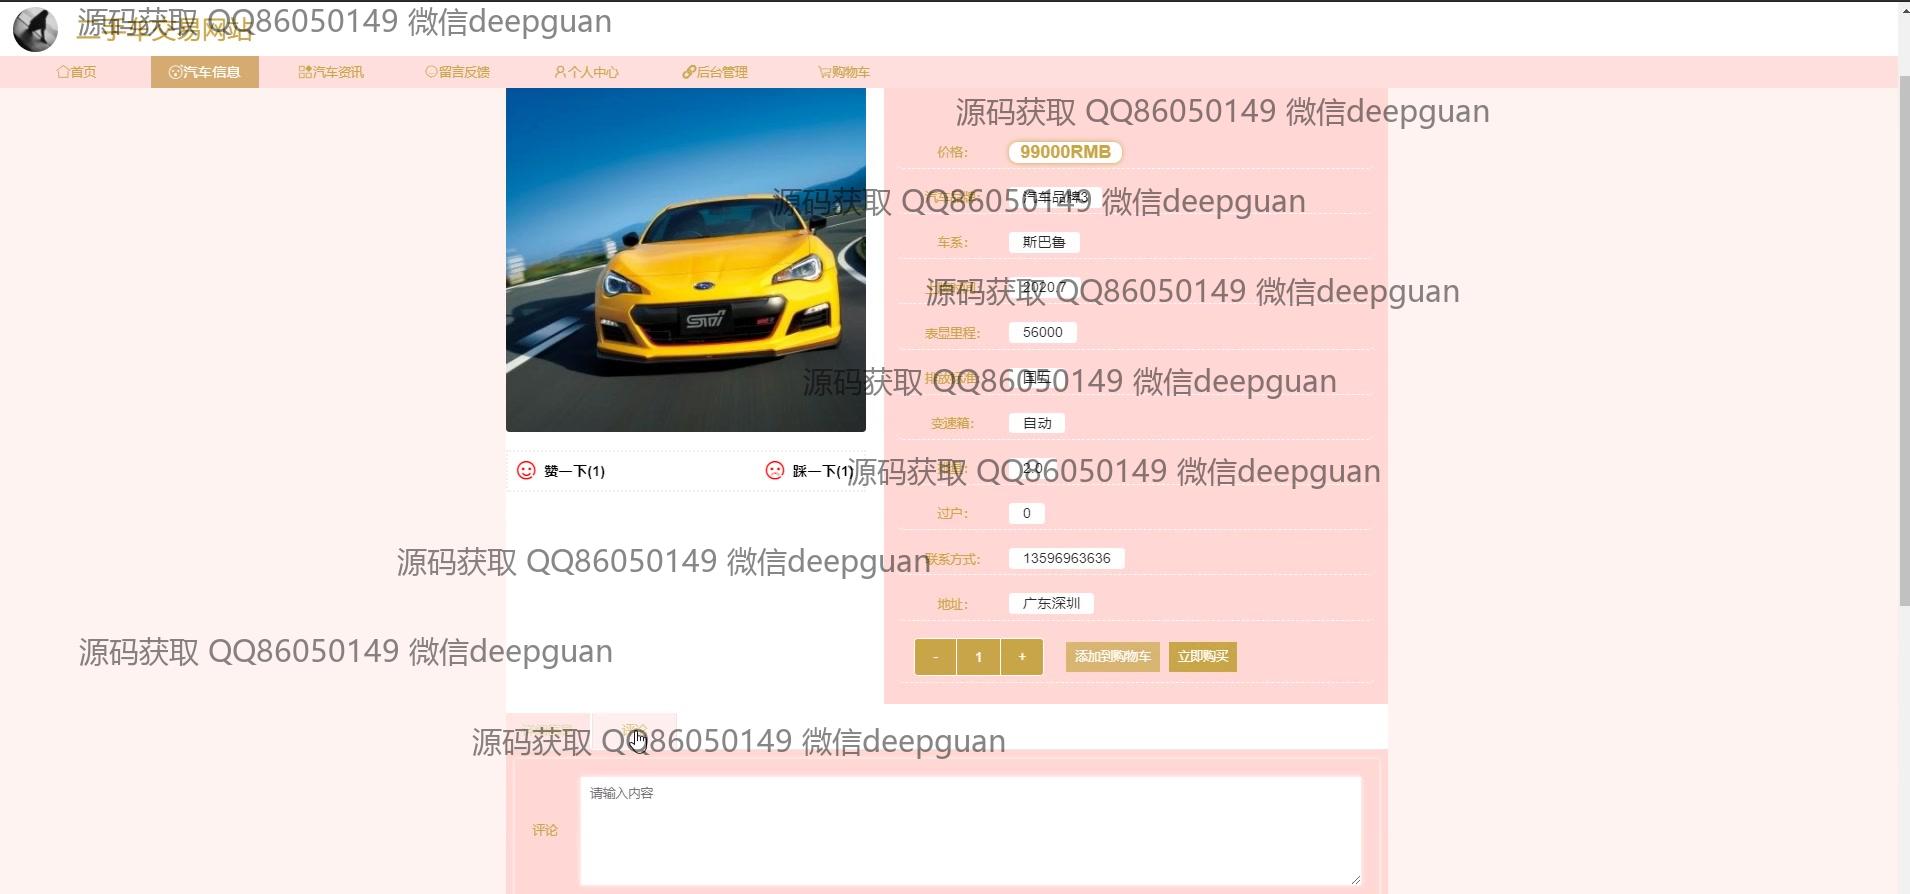 源码获取 QQ86050149 微信deepguan
二手车交易网站
首页 汽车信息 汽车资讯 留言反馈 个人中心 后台管理 购物车
源码获取 QQ86050149 微信deepguan
价格: 99000RMB
汽车品牌: 汽车品牌3
源码获取 QQ86050149 微信deepguan
车系: 斯巴鲁
2020.7
源码获取 QQ86050149 微信deepguan
STI
表显里程: 56000
排放标准: 国五
源码获取 QQ86050149 微信deepguan
变速箱: 自动
赞一下(1) 踩一下(1)
2.0
源码获取 QQ86050149 微信deepguan
过户: 0
联系方式: 13596963636
源码获取 QQ86050149 微信deepguan
地址: 广东深圳
源码获取 QQ86050149 微信deepguan
- 1 + 添加到购物车 立即购买
评论
源码获取 QQ86050149 微信deepguan
请输入内容
评论